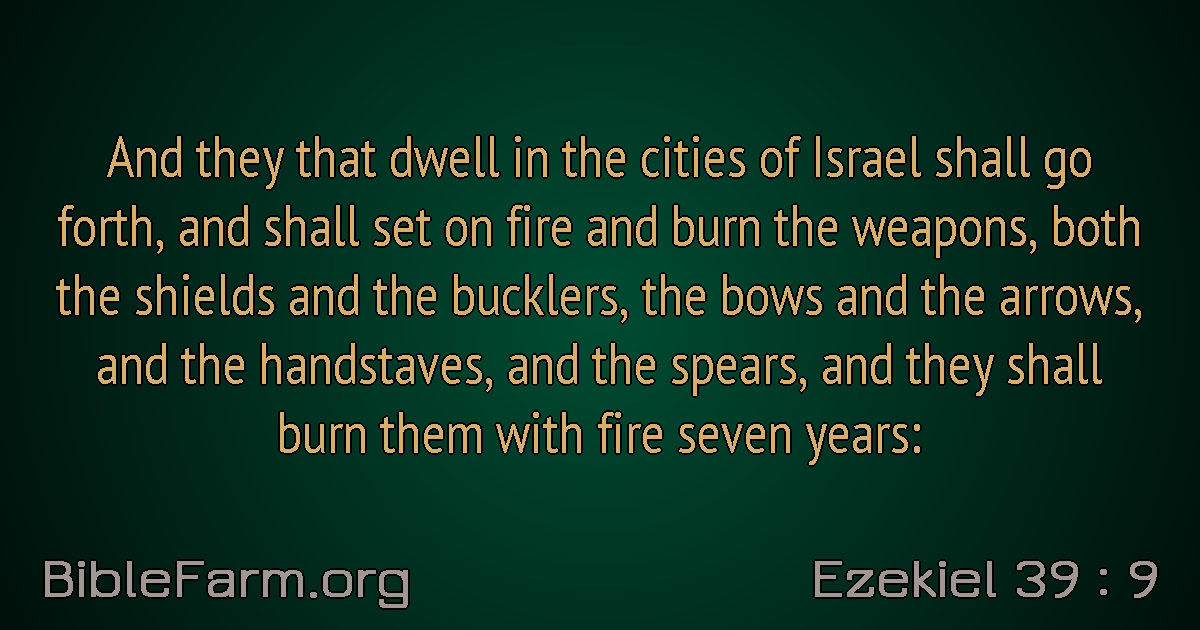 And they that dwell in the cities of Israel shall go
forth, and shall set on fire and burn the weapons, both
the shields and the bucklers, the bows and the arrows,
and the handstaves, and the spears, and they shall
burn them with fire seven years:
BibleFarm.org
Ezekiel 39 : 9